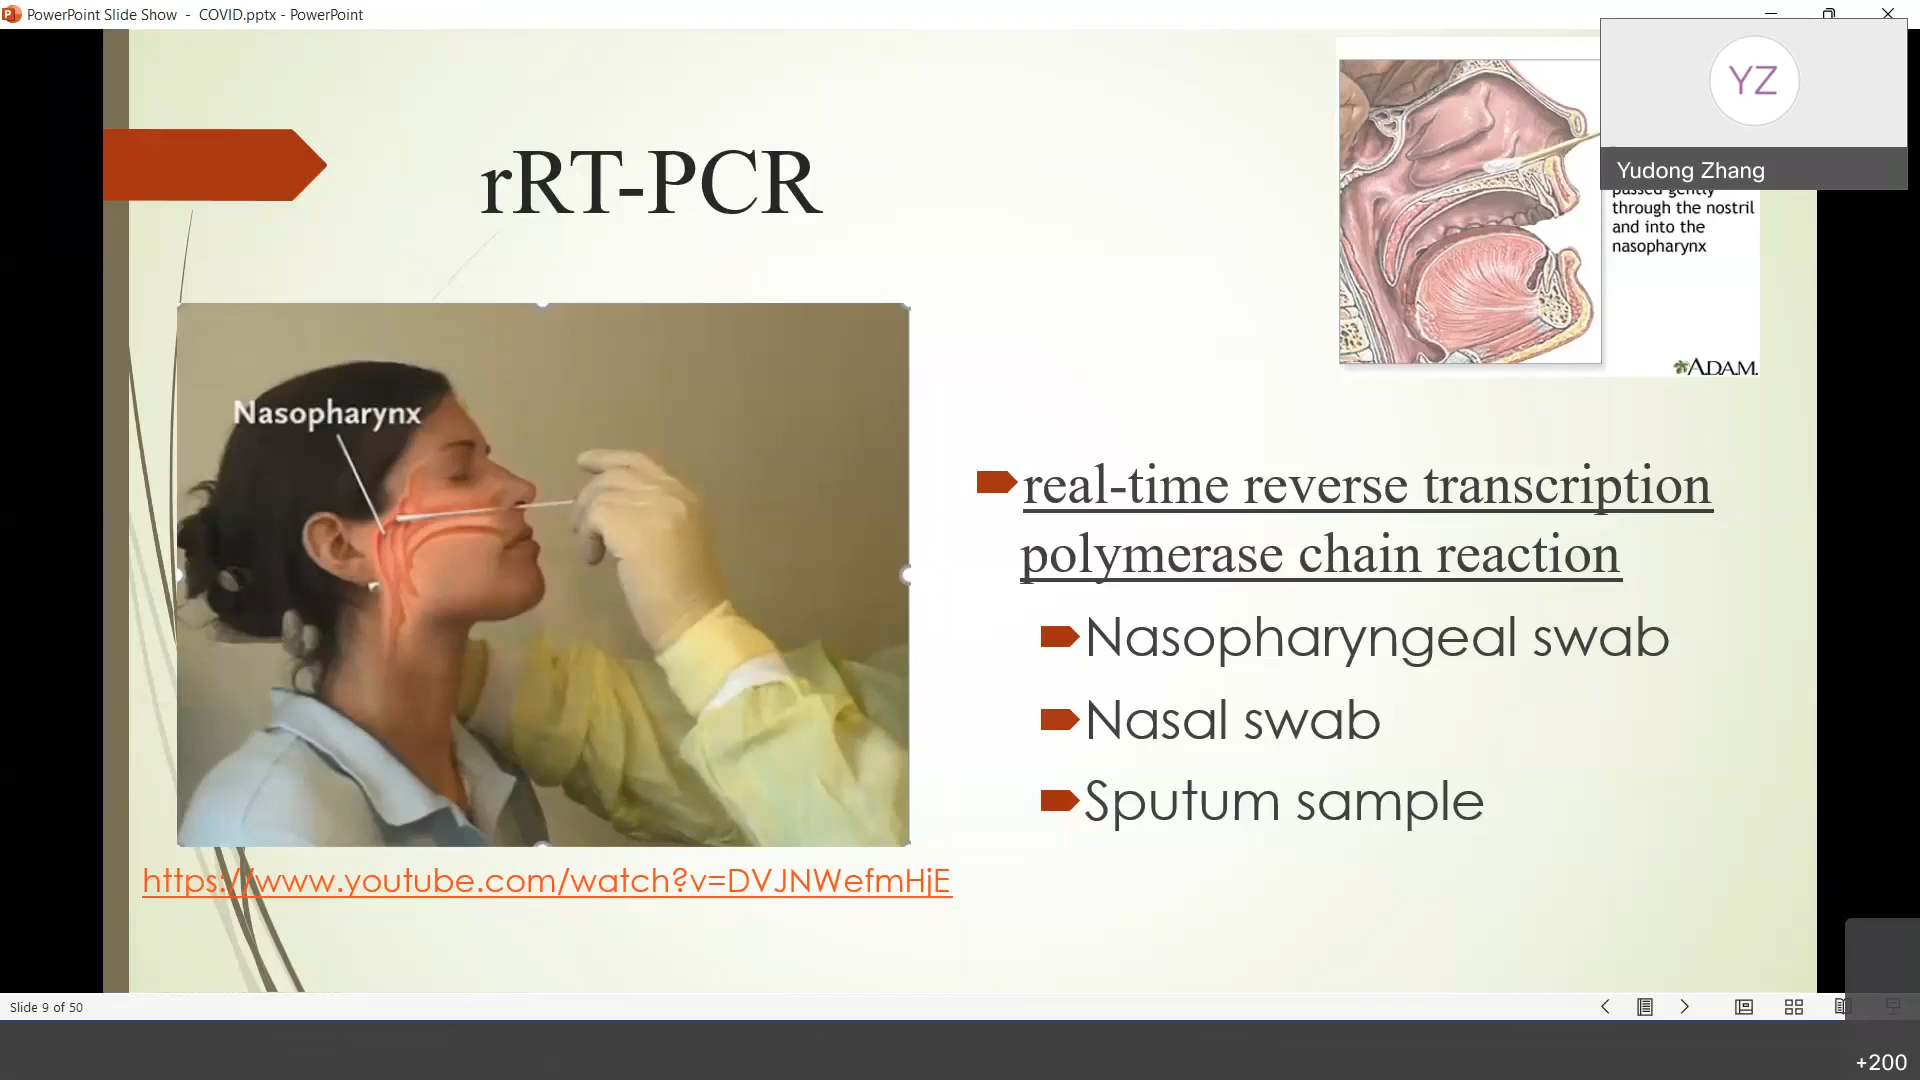 PowerPoint Slide Show - COVID.pptx - PowerPoint
YZ
Yudong Zhang
rRT-PCR
passed gently
through the nostril
and into the
nasopharynx
A.D.A.M.
Nasopharynx
real-time reverse transcription
polymerase chain reaction
Nasopharyngeal swab
Nasal swab
Sputum sample
https://www.youtube.com/watch?v=DVJNWefmHjE
Slide 9 of 50
+200